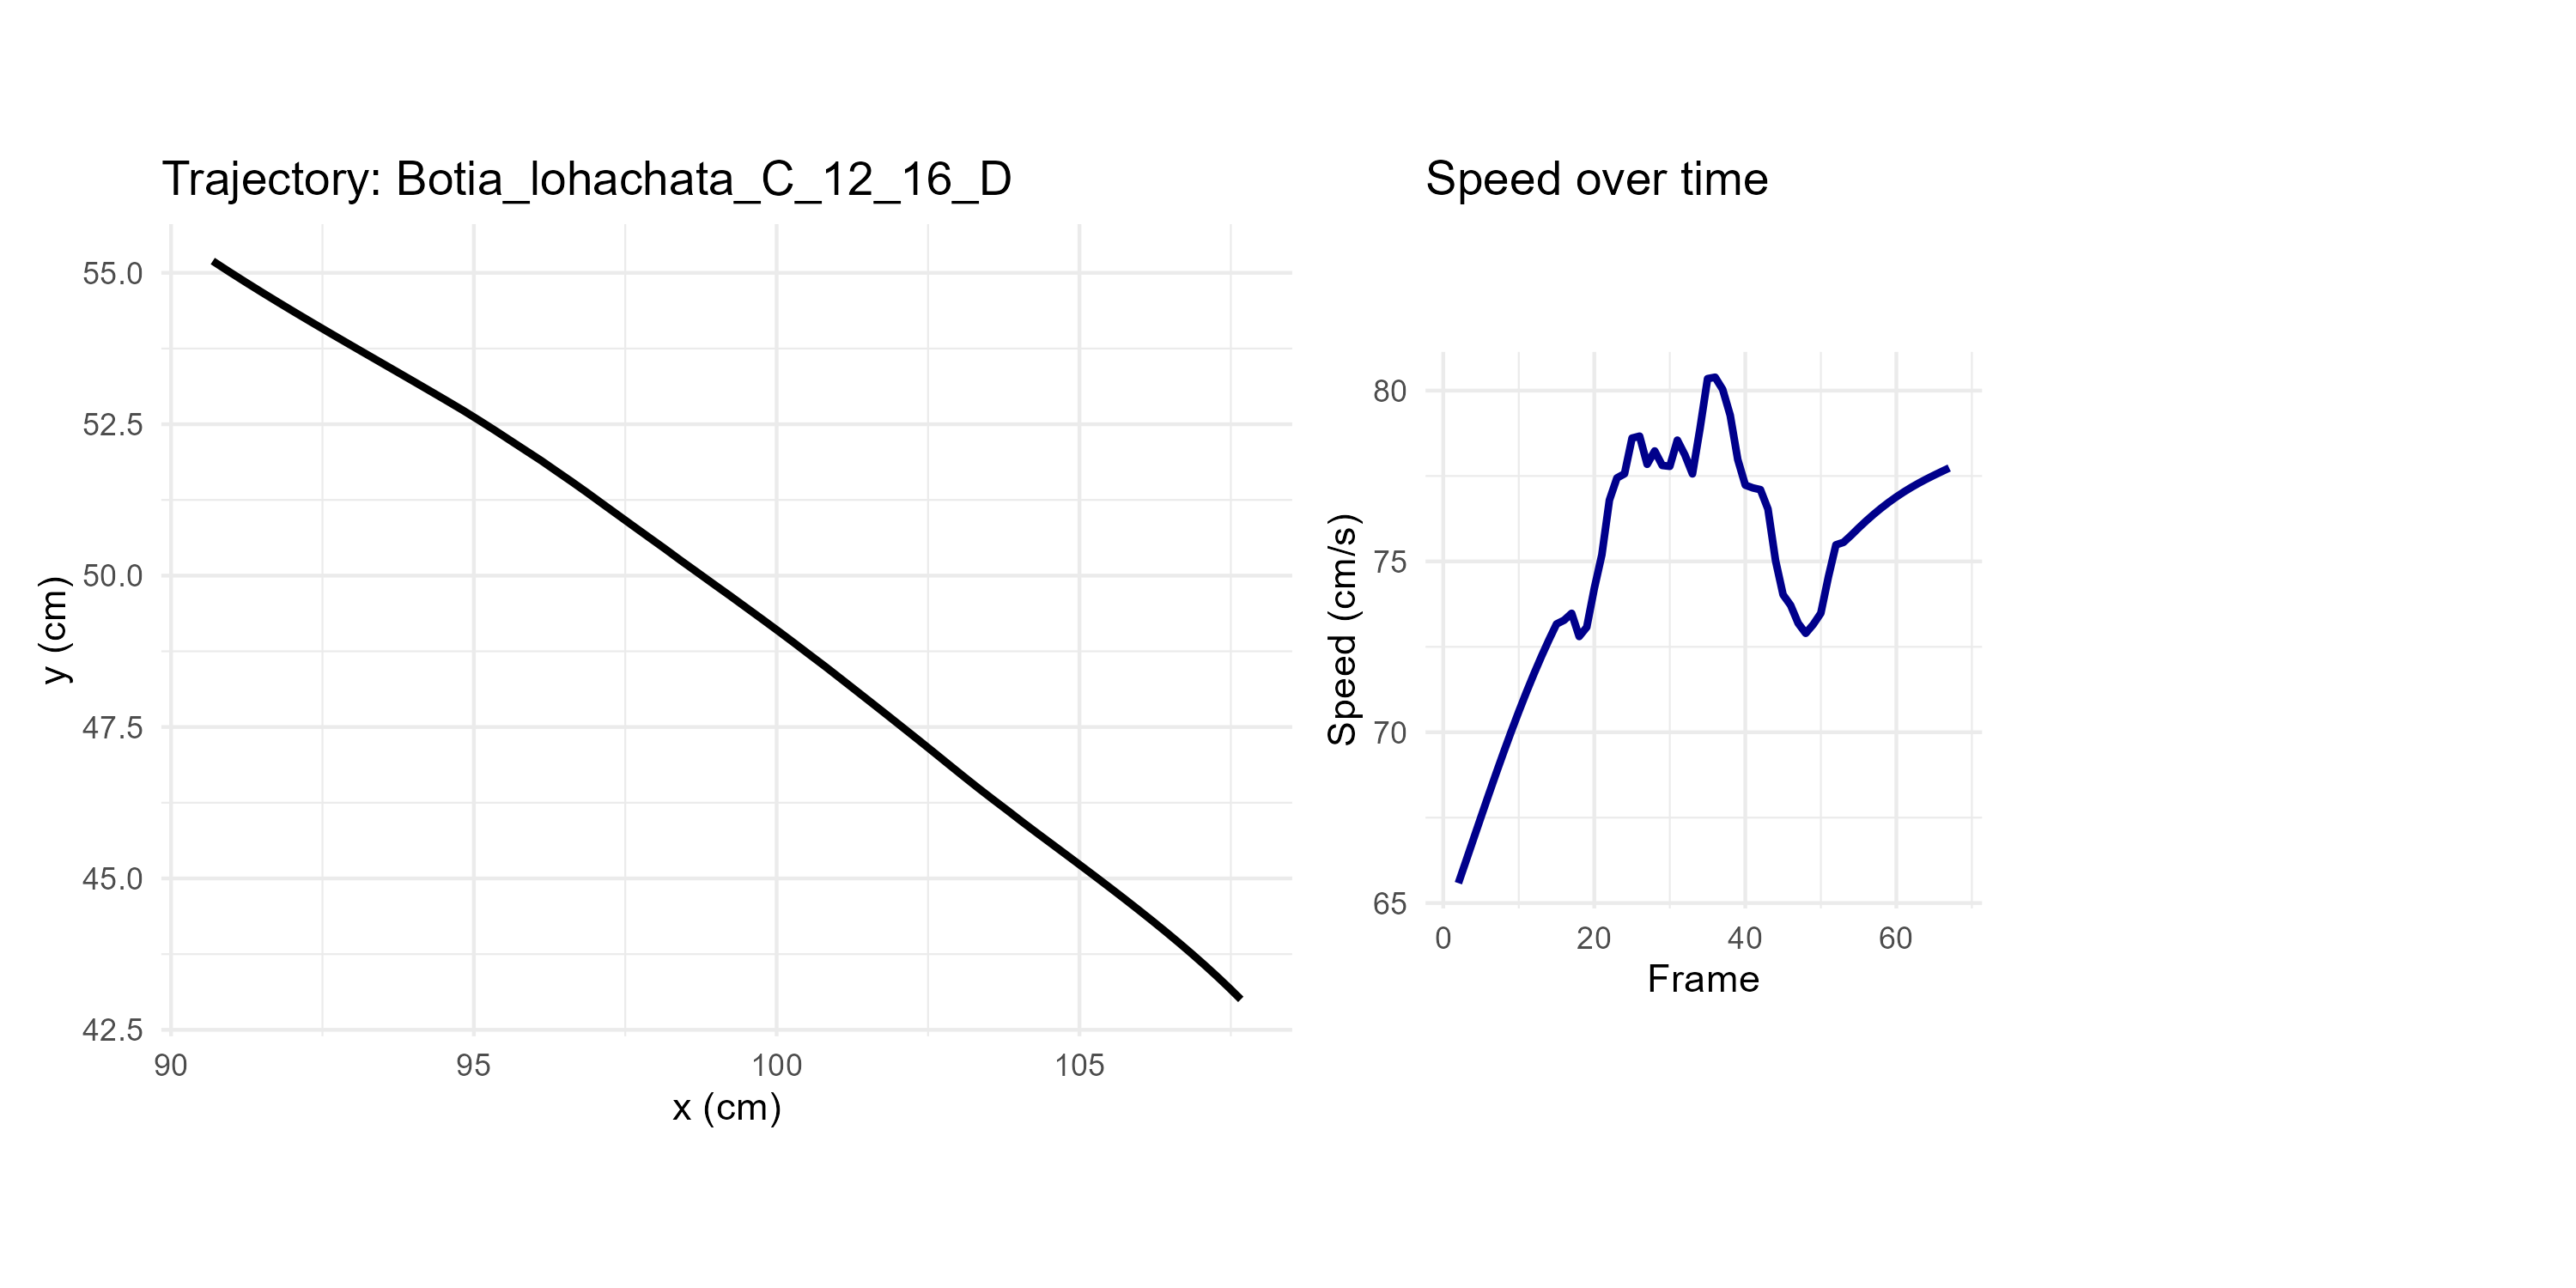 Trajectory: Botia_lohachata_C_12_16_D
55.0
52.5
50.0
47.5
45.0
42.5
y (cm)
90 95 100 105
x (cm)
Speed over time
80
75
70
65
Speed (cm/s)
0 20 40 60
Frame